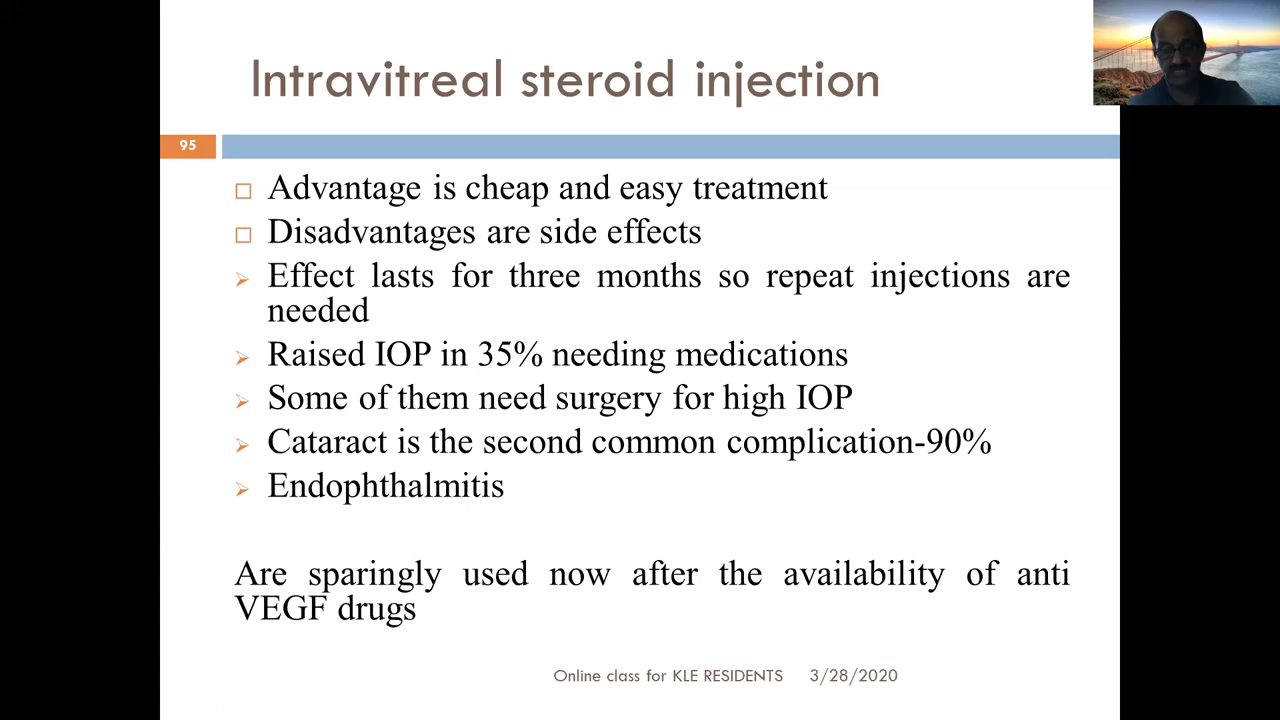 Intravitreal steroid injection
95
Advantage is cheap and easy treatment
Disadvantages are side effects
Effect lasts for three months so repeat injections are
needed
Raised IOP in 35% needing medications
Some of them need surgery for high IOP
Cataract is the second common complication-90%
Endophthalmitis
Are sparingly used now after the availability of anti
VEGF drugs
Online class for KLE RESIDENTS 3/28/2020